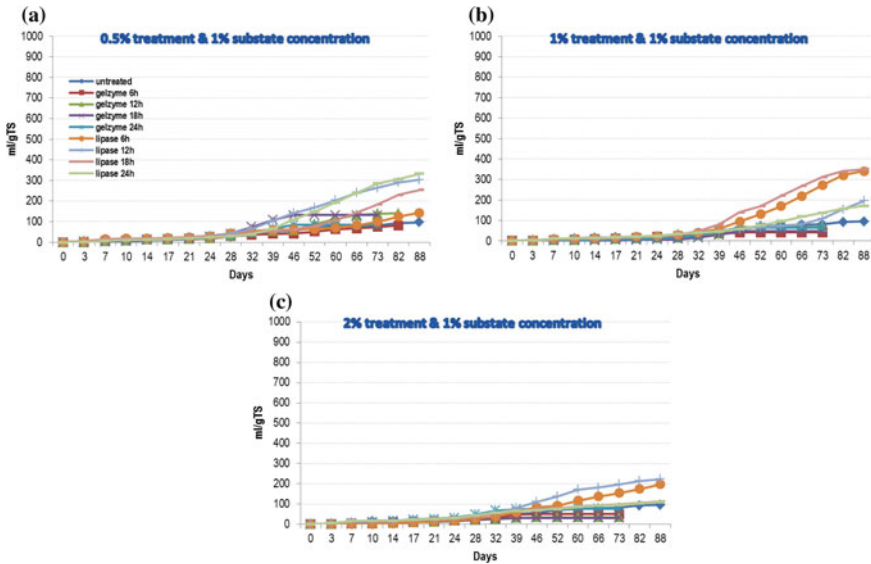 (a)
0.5% treatment & 1% substate concentration
1000
900
800
700
600
500
400
300
200
100
0
ml/gTS
untreated
gelzyme 6h
gelzyme 12h
gelzyme 18h
gelzyme 24h
lipase 6h
lipase 12h
lipase 18h
lipase 24h
0 3 7 10 14 17 21 24 28 32 39 46 52 60 66 73 82 88
Days
(b)
1% treatment & 1% substate concentration
1000
900
800
700
600
500
400
300
200
100
0
ml/gTS
0 3 7 10 14 17 21 24 28 32 39 46 52 60 66 73 82 88
Days
(c)
2% treatment & 1% substate concentration
1000
900
800
700
600
500
400
300
200
100
0
ml/gTS
0 3 7 10 14 17 21 24 28 32 39 46 52 60 66 73 82 88
Days